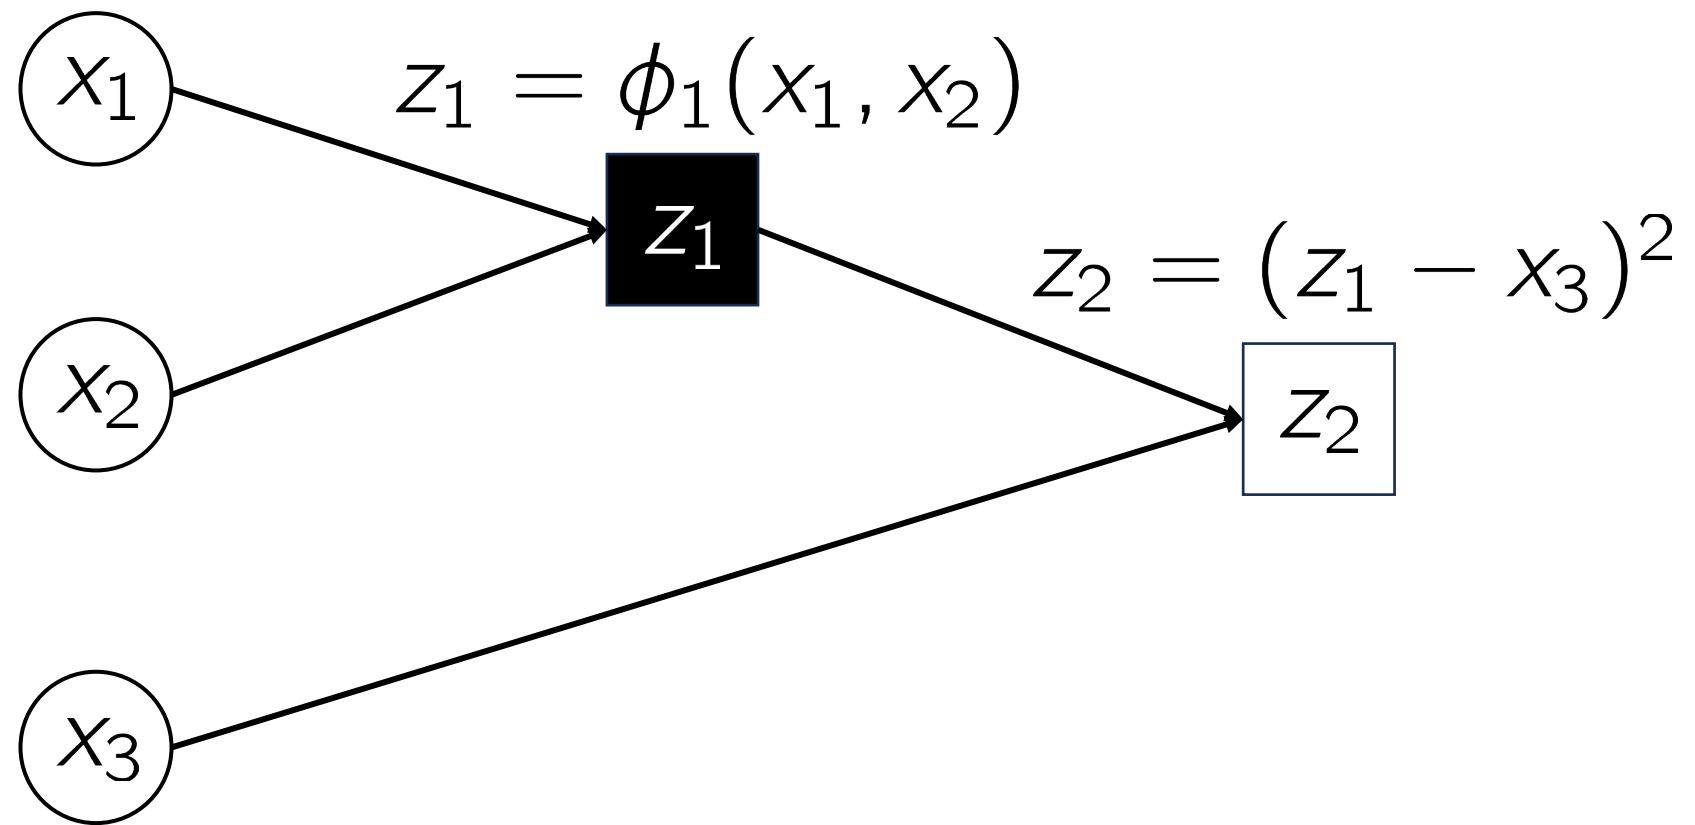 x₁
z₁ = ϕ₁(x₁, x₂)
z₁
z₂ = (z₁ − x₃)²
x₂
z₂
x₃